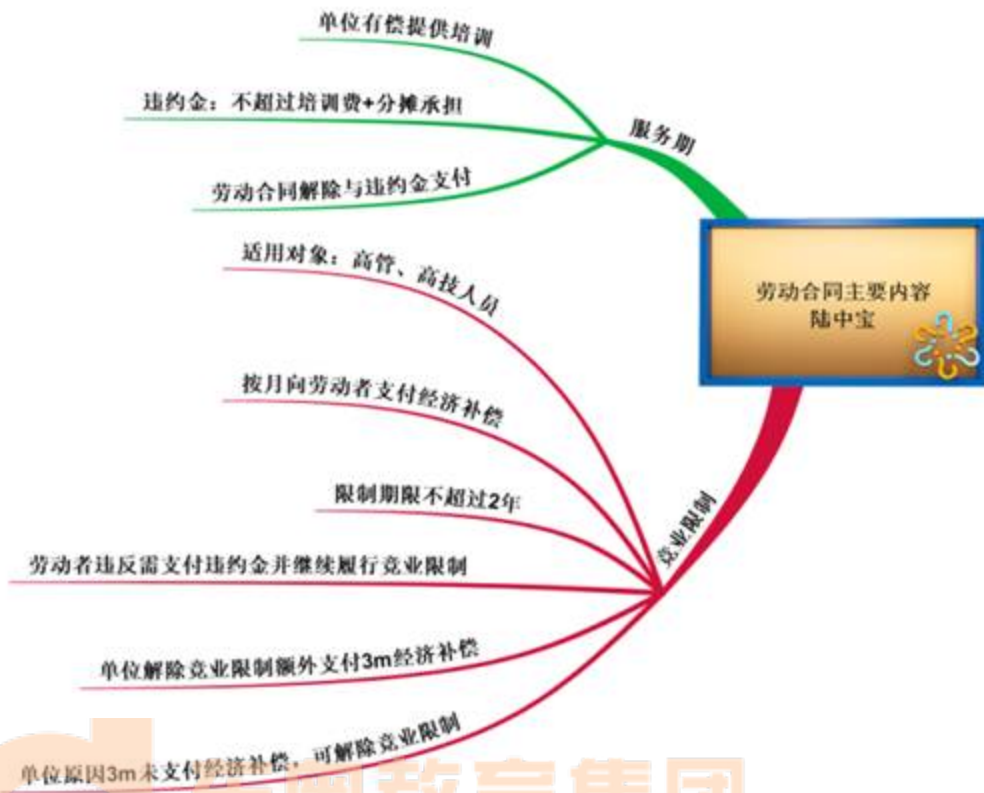 单位有偿提供培训
违约金：不超过培训费+分摊承担
服务期
劳动合同解除与违约金支付
适用对象：高管、高技人员
劳动合同主要内容
陆中宝
按月向劳动者支付经济补偿
限制期限不超过2年
竞业限制
劳动者违反需支付违约金并继续履行竞业限制
单位解除竞业限制额外支付3m经济补偿
单位原因3m未支付经济补偿，可解除竞业限制
教育集团